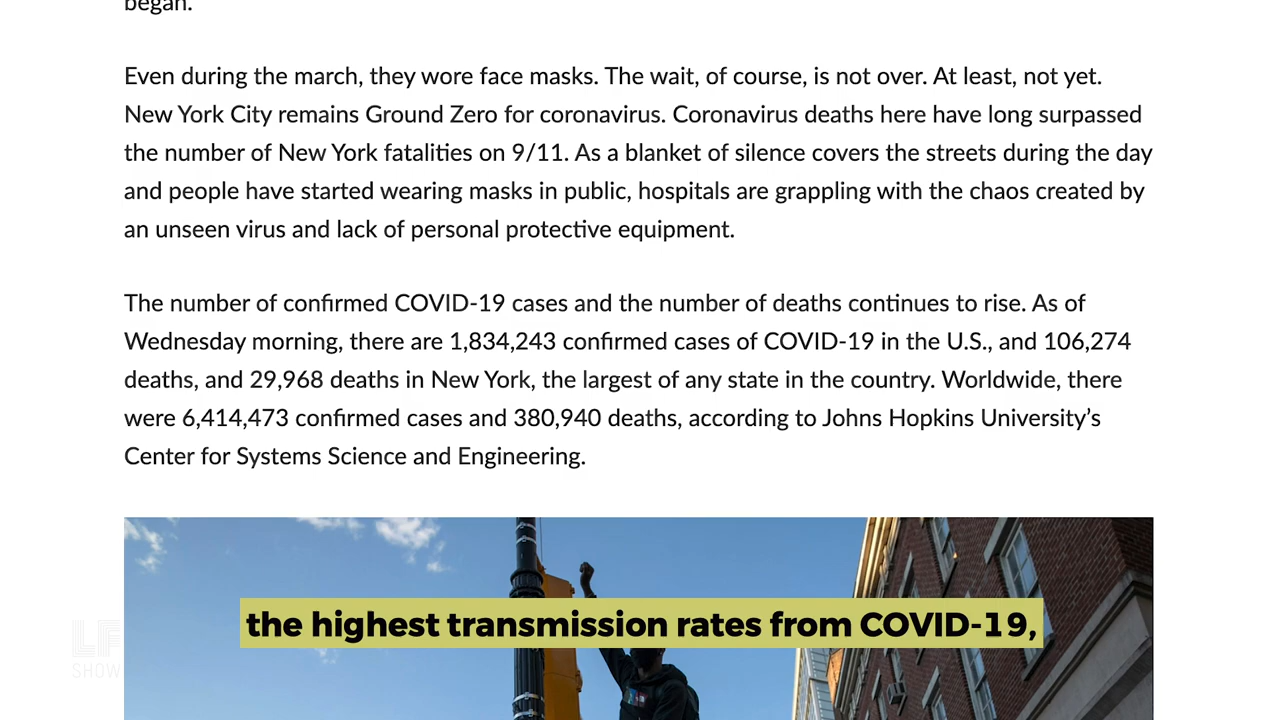 began.
Even during the march, they wore face masks. The wait, of course, is not over. At least, not yet.
New York City remains Ground Zero for coronavirus. Coronavirus deaths here have long surpassed
the number of New York fatalities on 9/11. As a blanket of silence covers the streets during the day
and people have started wearing masks in public, hospitals are grappling with the chaos created by
an unseen virus and lack of personal protective equipment.
The number of confirmed COVID-19 cases and the number of deaths continues to rise. As of
Wednesday morning, there are 1,834,243 confirmed cases of COVID-19 in the U.S., and 106,274
deaths, and 29,968 deaths in New York, the largest of any state in the country. Worldwide, there
were 6,414,473 confirmed cases and 380,940 deaths, according to Johns Hopkins University’s
Center for Systems Science and Engineering.
the highest transmission rates from COVID-19,
LF
SHOW